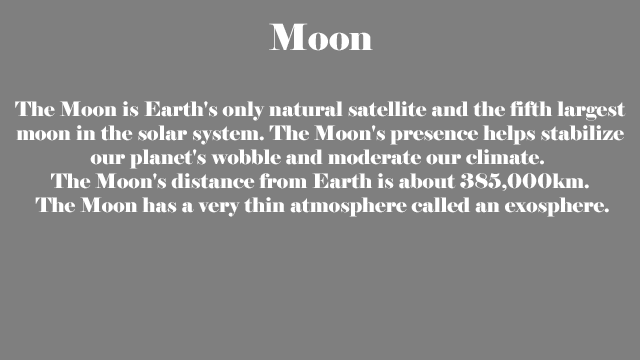 Moon
The Moon is Earth's only natural satellite and the fifth largest
moon in the solar system. The Moon's presence helps stabilize
our planet's wobble and moderate our climate.
The Moon's distance from Earth is about 385,000km.
The Moon has a very thin atmosphere called an exosphere.